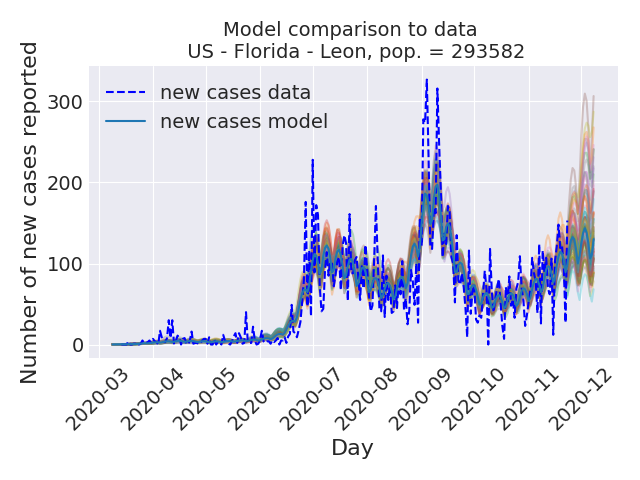 Model comparison to data
US - Florida - Leon, pop. = 293582
Number of new cases reported
300
200
100
0
new cases data
new cases model
2020-03
2020-04
2020-05
2020-06
2020-07
2020-08
2020-09
2020-10
2020-11
2020-12
Day